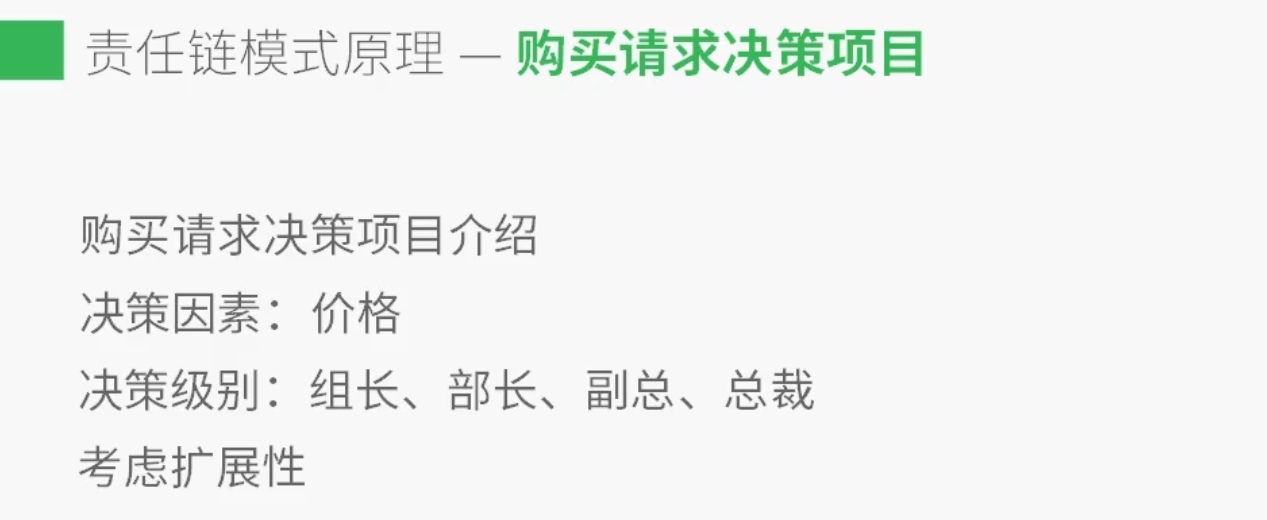 责任链模式原理 — 购买请求决策项目
购买请求决策项目介绍
决策因素：价格
决策级别：组长、部长、副总、总裁
考虑扩展性